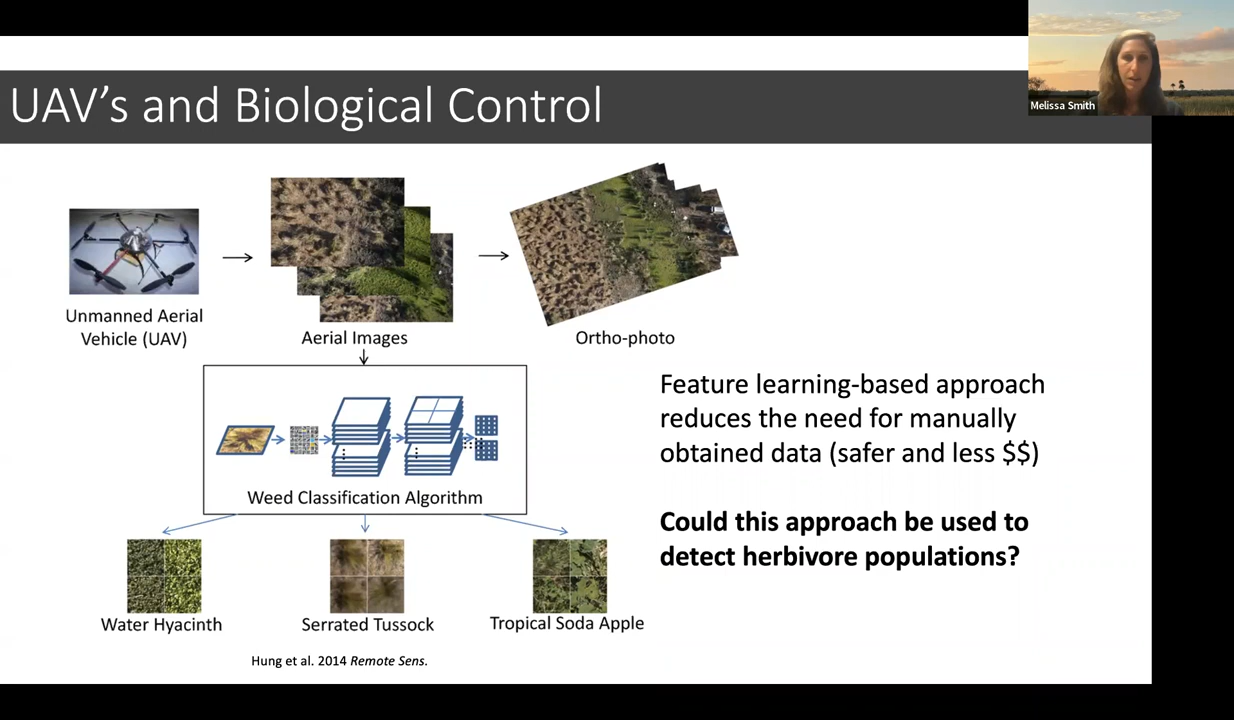 UAV's and Biological Control
Melissa Smith
Unmanned Aerial
Vehicle (UAV)
Aerial Images
Ortho-photo
Weed Classification Algorithm
Feature learning-based approach
reduces the need for manually
obtained data (safer and less $$)
Could this approach be used to
detect herbivore populations?
Water Hyacinth
Serrated Tussock
Tropical Soda Apple
Hung et al. 2014 Remote Sens.